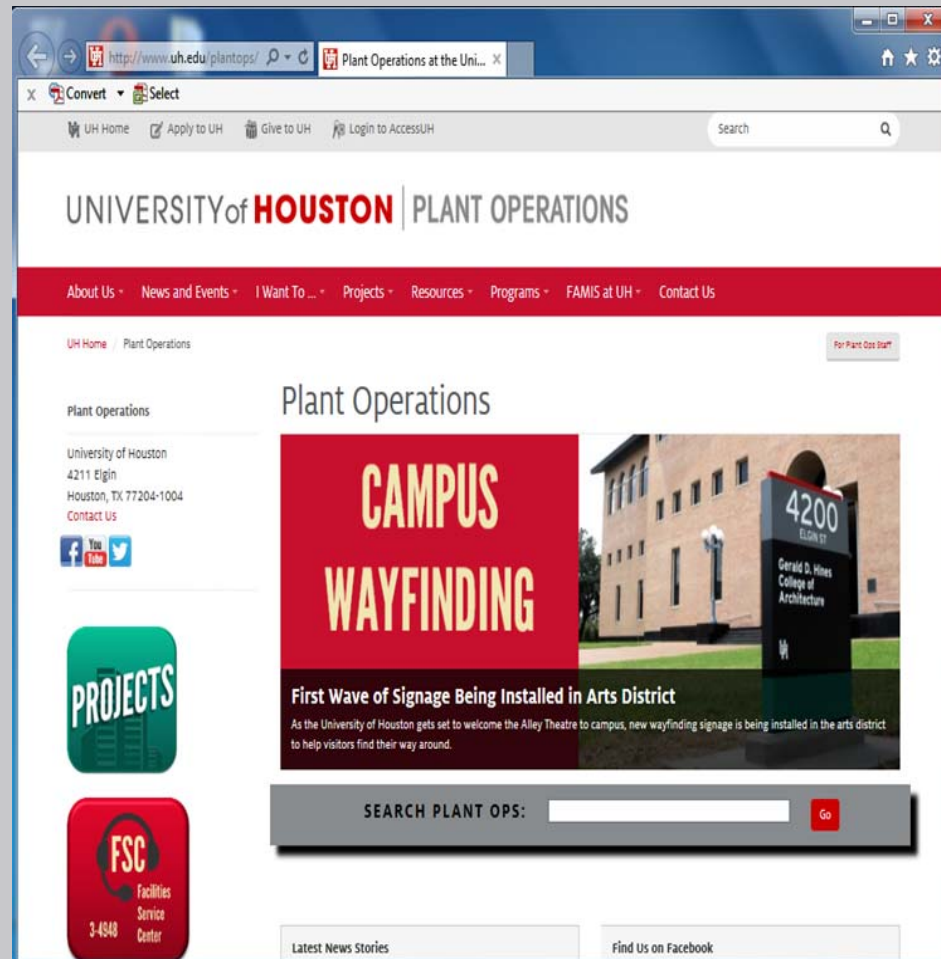 http://www.uh.edu/plantops/
Plant Operations at the Uni...
x Convert Select
UH Home Apply to UH Give to UH Login to AccessUH Search
UNIVERSITY of HOUSTON PLANT OPERATIONS
About Us News and Events I Want To ... Projects Resources Programs FAMIS at UH Contact Us
UH Home / Plant Operations
For Plant Ops Staff
Plant Operations
University of Houston
4211 Elgin
Houston, TX 77204-1004
Contact Us
You
Tube
PROJECTS
FSC
Facilities
Service
Center
3-4948
Plant Operations
CAMPUS
WAYFINDING
4200
ELGIN ST
Gerald D. Hines
College of
Architecture
First Wave of Signage Being Installed in Arts District
As the University of Houston gets set to welcome the Alley Theatre to campus, new wayfinding signage is being installed in the arts district
to help visitors find their way around.
SEARCH PLANT OPS: Go
Latest News Stories
Find Us on Facebook